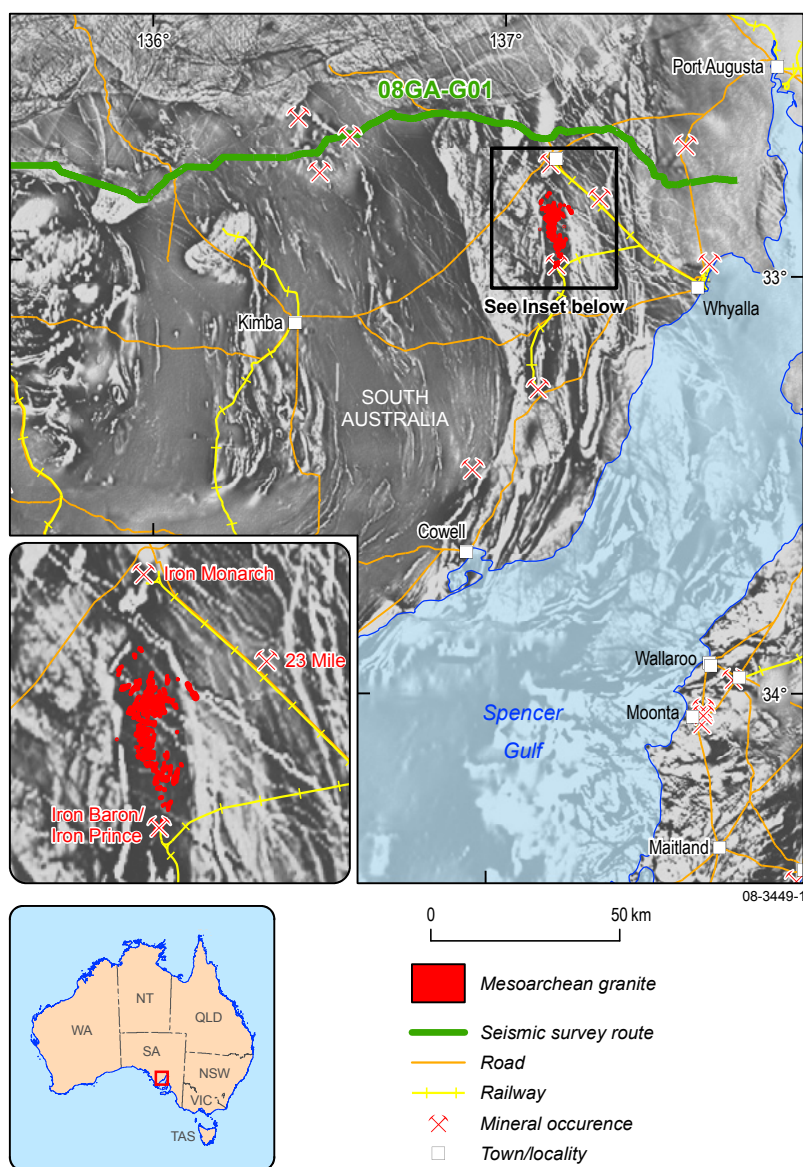 136°
137°
Port Augusta
08GA-G01
33°
See Inset below
Whyalla
Kimba
SOUTH
AUSTRALIA
Cowell
Iron Monarch
23 Mile
Iron Baron/
Iron Prince
Wallaroo
34°
Moonta
Spencer
Gulf
Maitland
08-3449-1
0
50 km
Mesoarchean granite
Seismic survey route
Road
Railway
Mineral occurence
Town/locality
NT
QLD
WA
SA
NSW
VIC
TAS